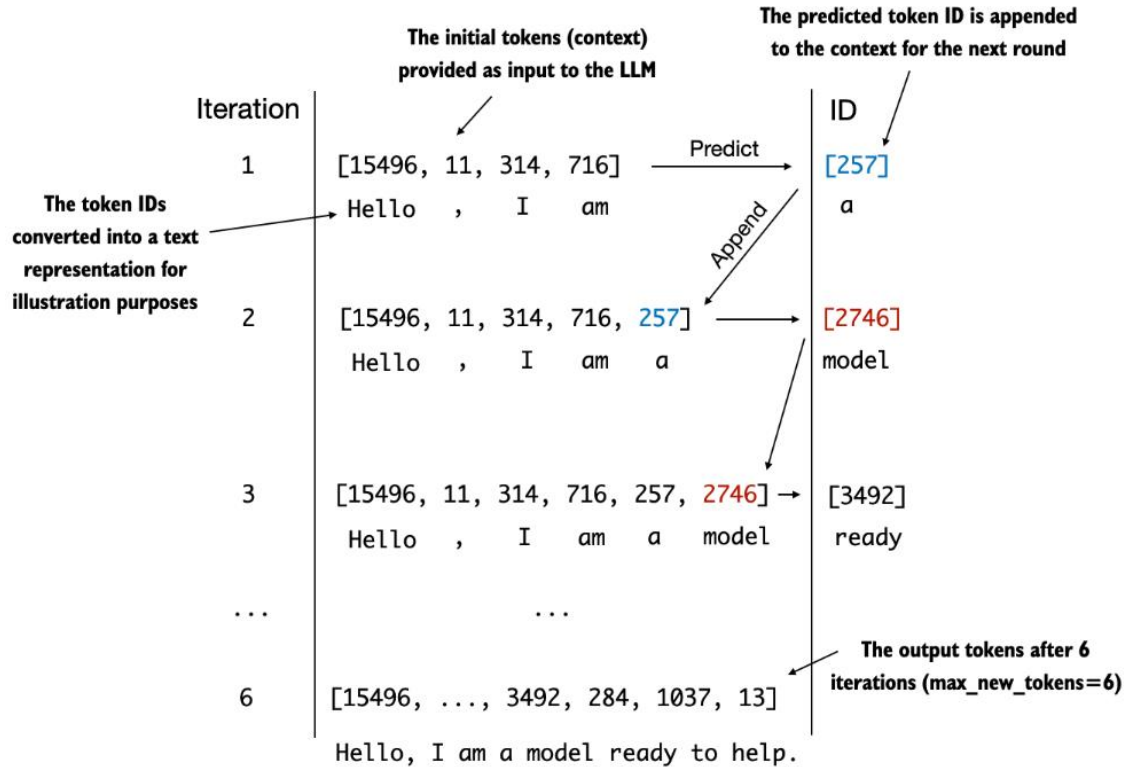 The initial tokens (context)
provided as input to the LLM
The predicted token ID is appended
to the context for the next round
Iteration
ID
1
[15496, 11, 314, 716]
Predict
[257]
Hello , I am
a
The token IDs
converted into a text
representation for
illustration purposes
Append
2
[15496, 11, 314, 716, 257]
[2746]
Hello , I am a
model
3
[15496, 11, 314, 716, 257, 2746]
[3492]
Hello , I am a model
ready
...
...
The output tokens after 6
iterations (max_new_tokens=6)
6
[15496, ..., 3492, 284, 1037, 13]
Hello, I am a model ready to help.